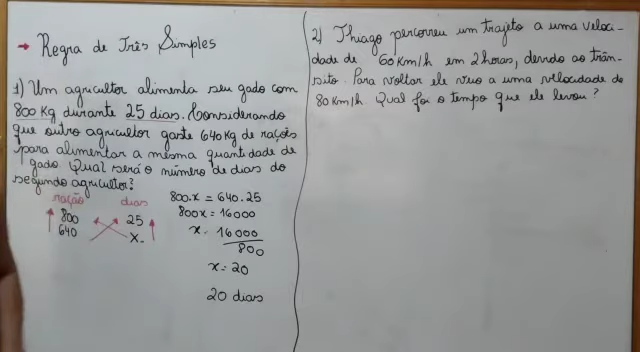 → Regra de Três Simples
1) Um agricultor alimenta seu gado com
800 Kg durante 25 dias. Considerando
que outro agricultor gaste 640 Kg de rações
para alimentar a mesma quantidade de
gado. Qual será o número de dias do
segundo agricultor?
ração dias
800 25
640 x
800.x = 640.25
800x = 16000
x = 16000
800
x = 20
20 dias
2) Thiago percorreu um trajeto a uma veloci-
dade de 60 Km/h em 2 horas, devido ao trân-
sito. Para voltar ele veio a uma velocidade de
80 Km/h Qual foi o tempo que ele levou?